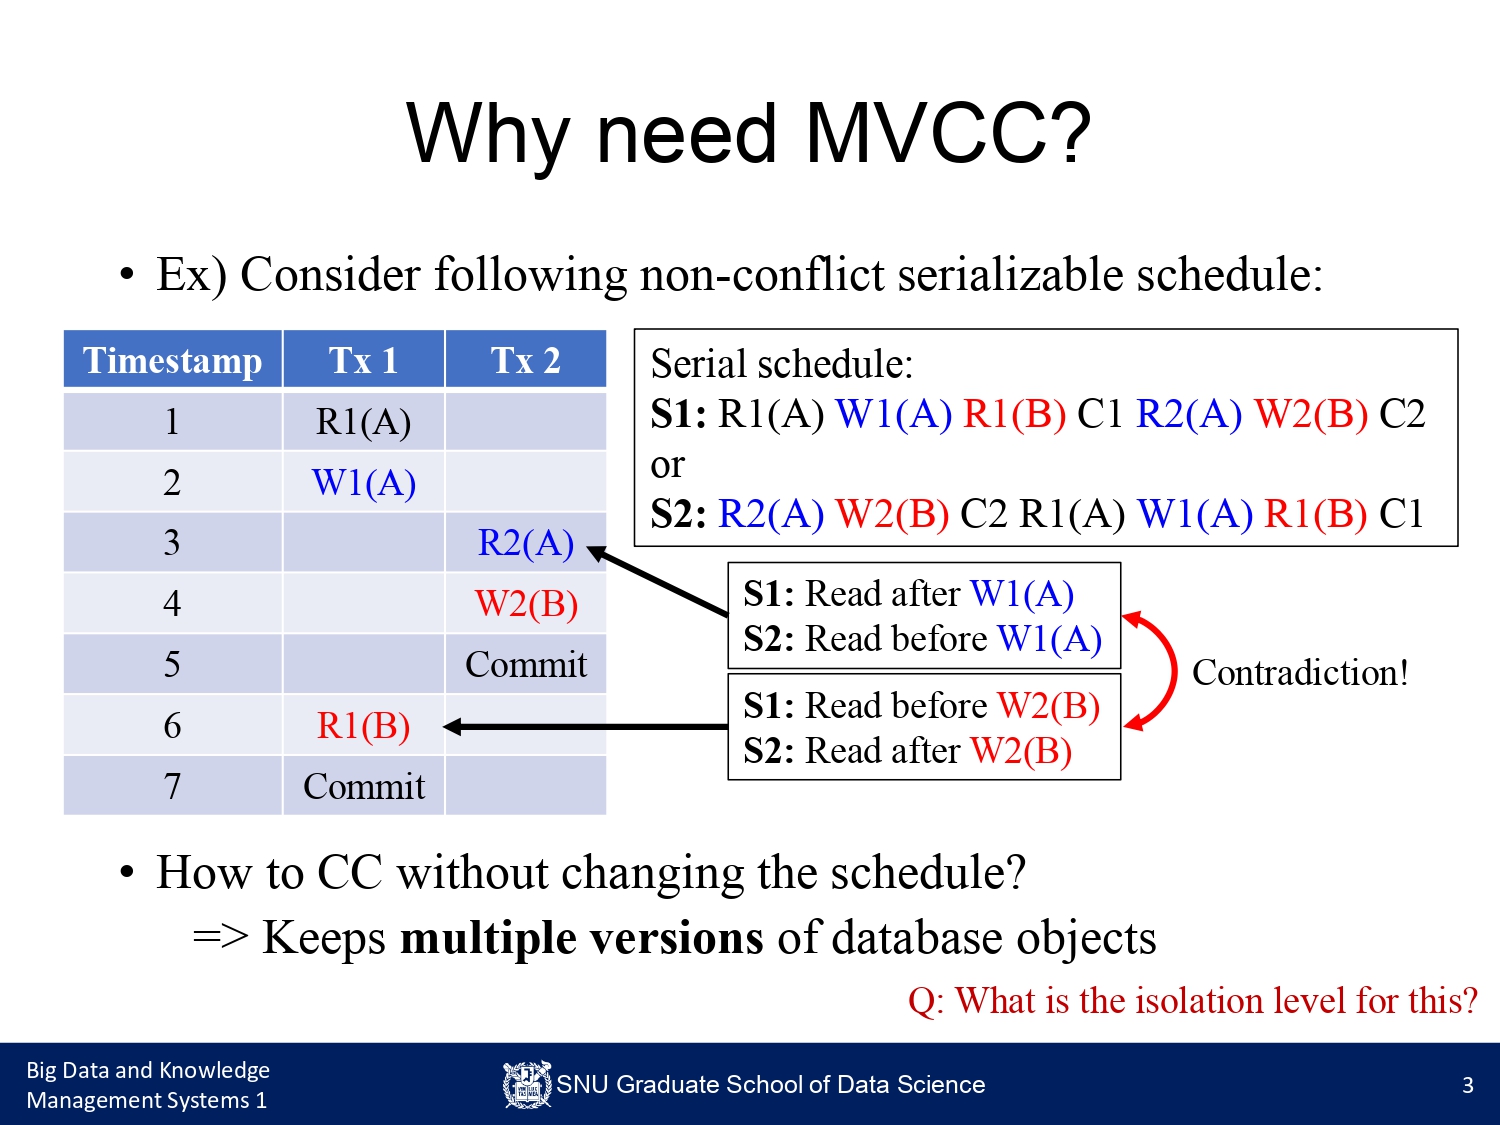 Why need MVCC?
• Ex) Consider following non-conflict serializable schedule:
Timestamp Tx 1 Tx 2
1 R1(A)
2 W1(A)
3 R2(A)
4 W2(B)
5 Commit
6 R1(B)
7 Commit
Serial schedule:
S1: R1(A) W1(A) R1(B) C1 R2(A) W2(B) C2
or
S2: R2(A) W2(B) C2 R1(A) W1(A) R1(B) C1
S1: Read after W1(A)
S2: Read before W1(A)
S1: Read before W2(B)
S2: Read after W2(B)
Contradiction!
• How to CC without changing the schedule?
=> Keeps multiple versions of database objects
Q: What is the isolation level for this?
Big Data and Knowledge
Management Systems 1
SNU Graduate School of Data Science
3